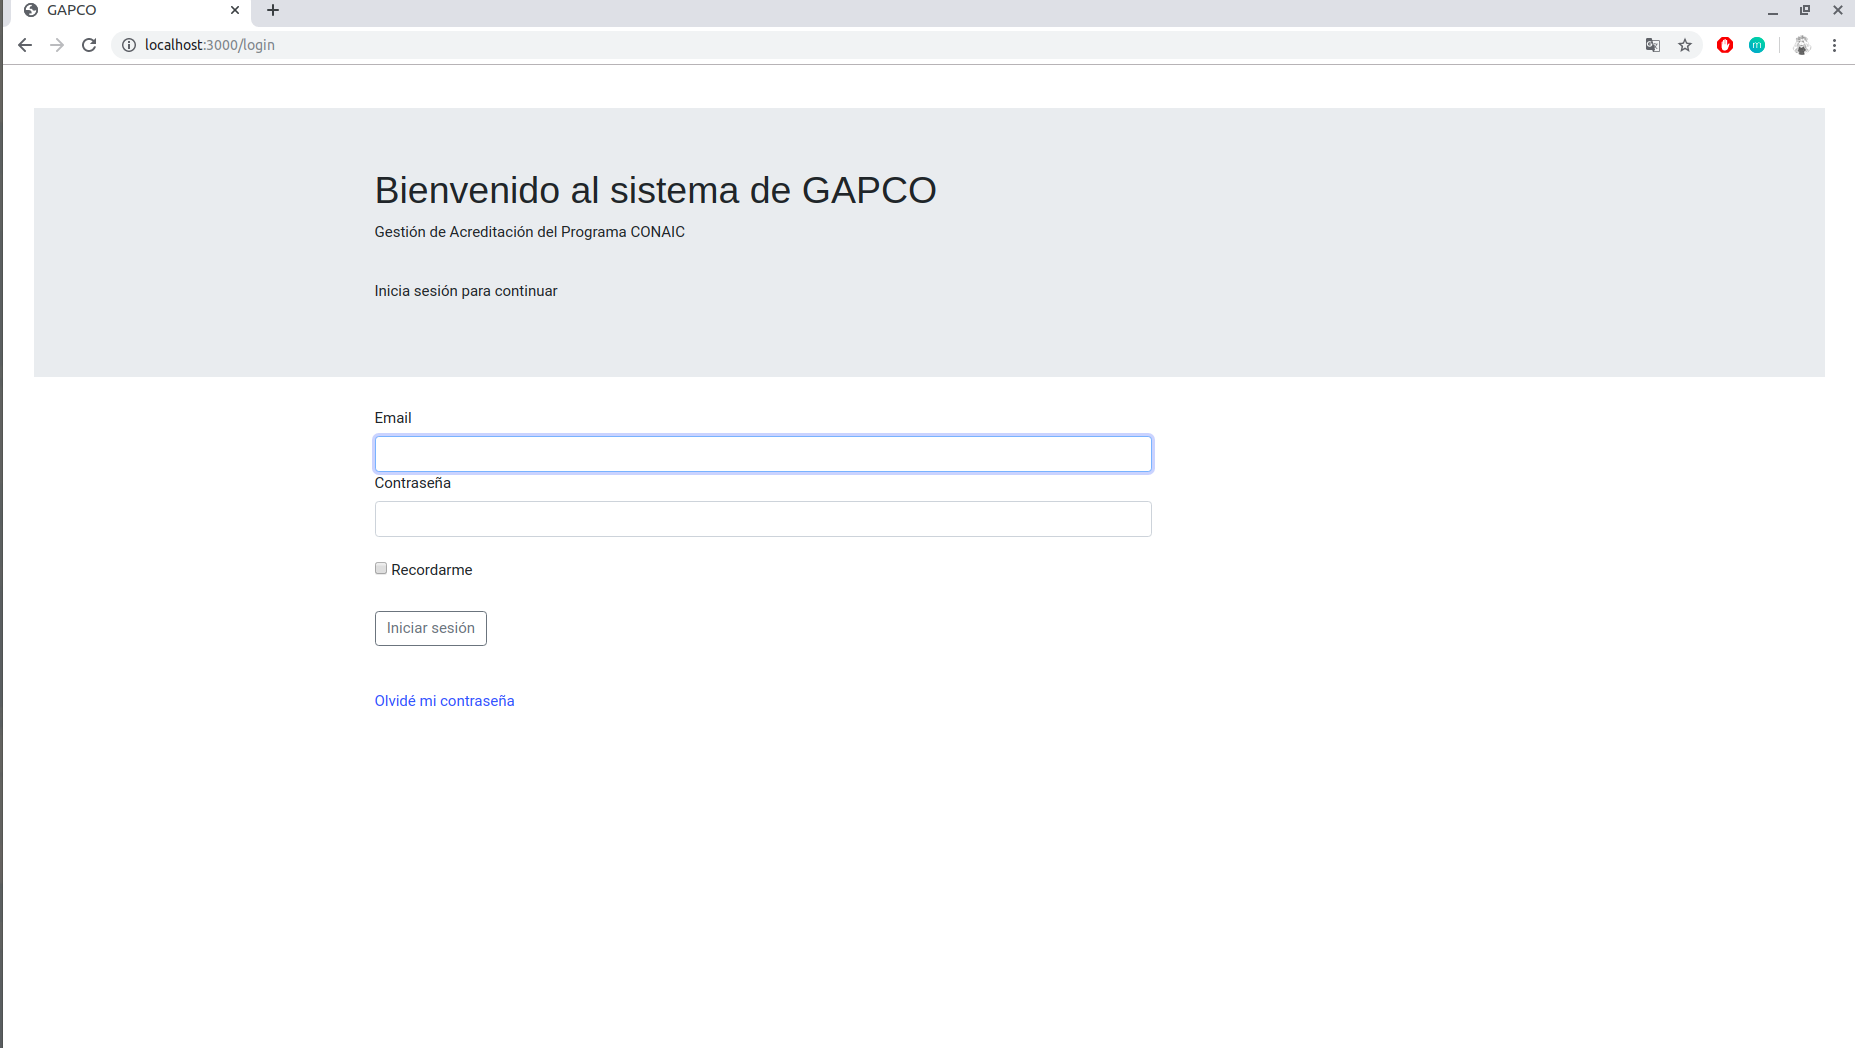 GAPCO
localhost:3000/login
m
Bienvenido al sistema de GAPCO
Gestión de Acreditación del Programa CONAIC
Inicia sesión para continuar
Email
Contraseña
Recordarme
Iniciar sesión
Olvidé mi contraseña